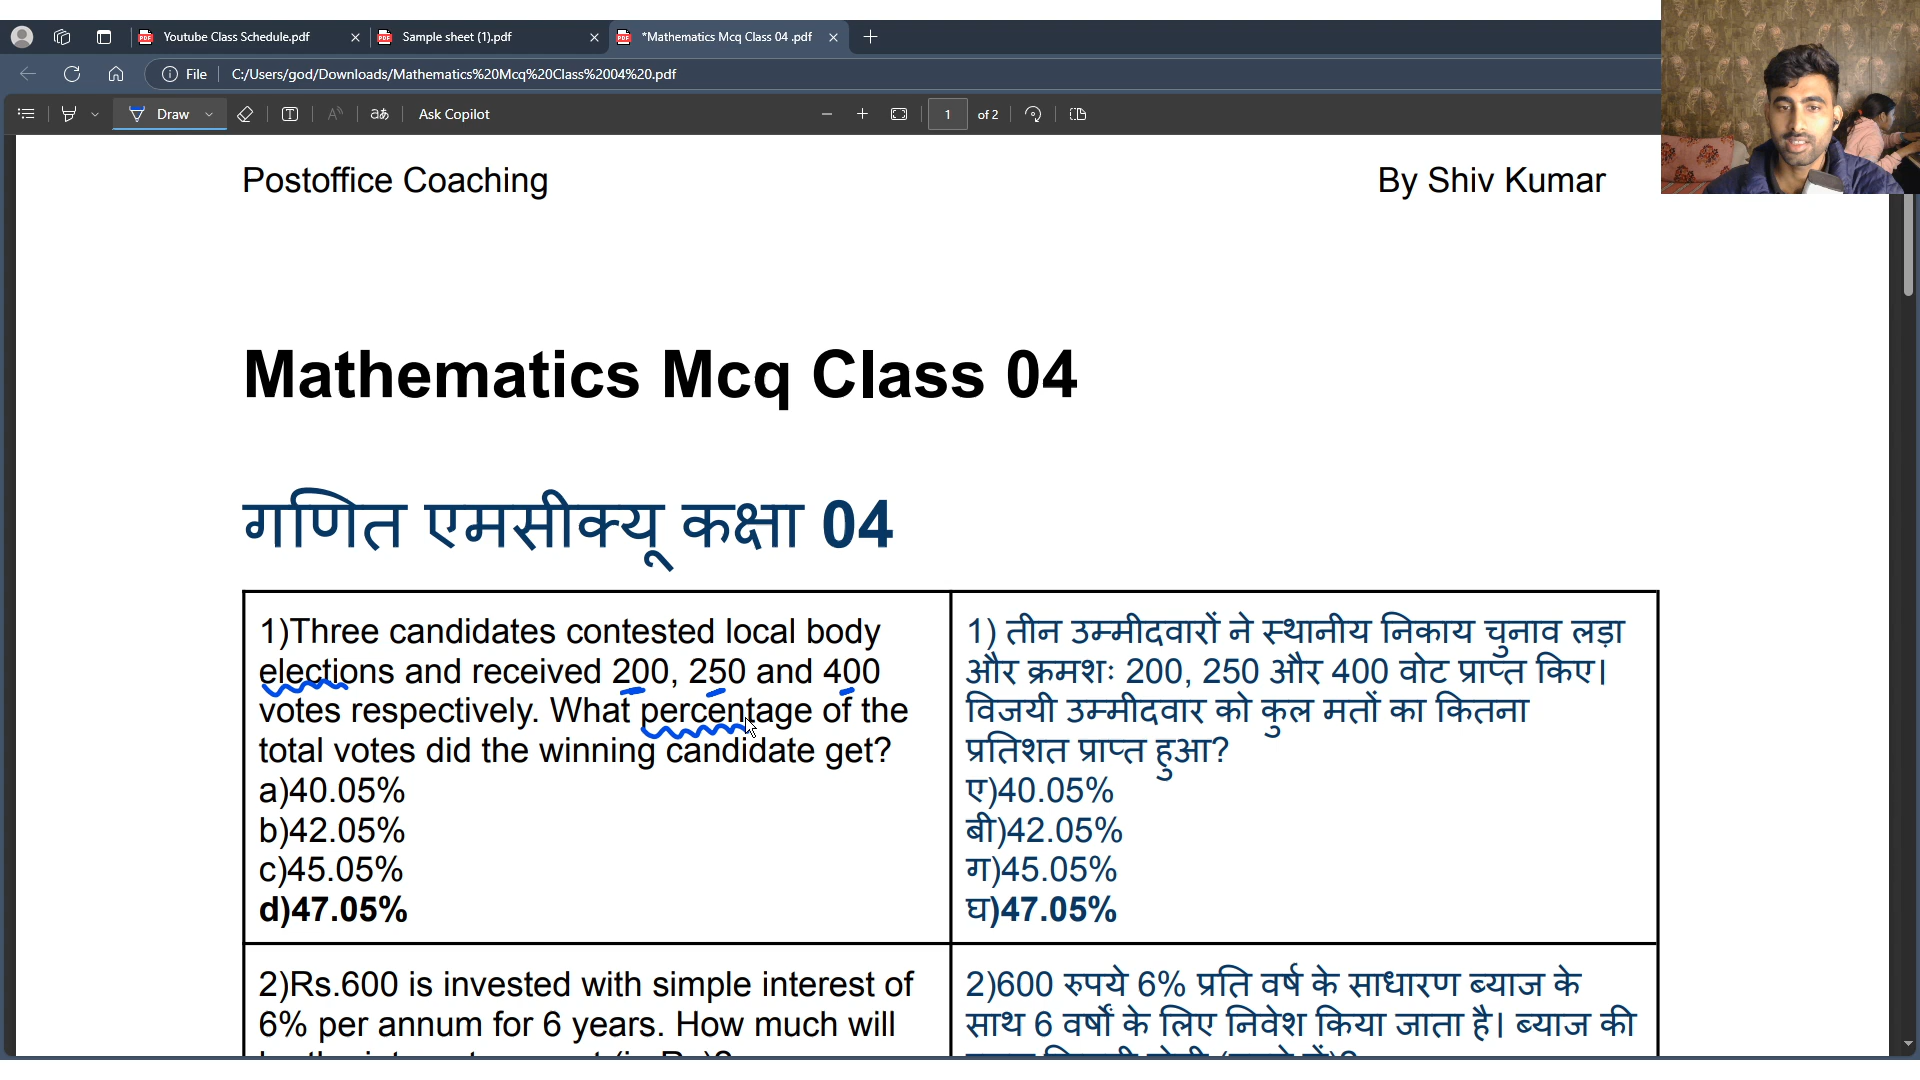 Youtube Class Schedule.pdf
Sample sheet (1).pdf
*Mathematics Mcq Class 04 .pdf
File
C:/Users/god/Downloads/Mathematics%20Mcq%20Class%2004%20.pdf
Draw
aあ
Ask Copilot
1 of 2
Postoffice Coaching
By Shiv Kumar
Mathematics Mcq Class 04
गणित एमसीक्यू कक्षा 04
1)Three candidates contested local body
elections and received 200, 250 and 400
votes respectively. What percentage of the
total votes did the winning candidate get?
a)40.05%
b)42.05%
c)45.05%
d)47.05%
1) तीन उम्मीदवारों ने स्थानीय निकाय चुनाव लड़ा
और क्रमशः 200, 250 और 400 वोट प्राप्त किए।
विजयी उम्मीदवार को कुल मतों का कितना
प्रतिशत प्राप्त हुआ?
ए)40.05%
बी)42.05%
ग)45.05%
घ)47.05%
2)Rs.600 is invested with simple interest of
6% per annum for 6 years. How much will
2)600 रुपये 6% प्रति वर्ष के साधारण ब्याज के
साथ 6 वर्षों के लिए निवेश किया जाता है। ब्याज की